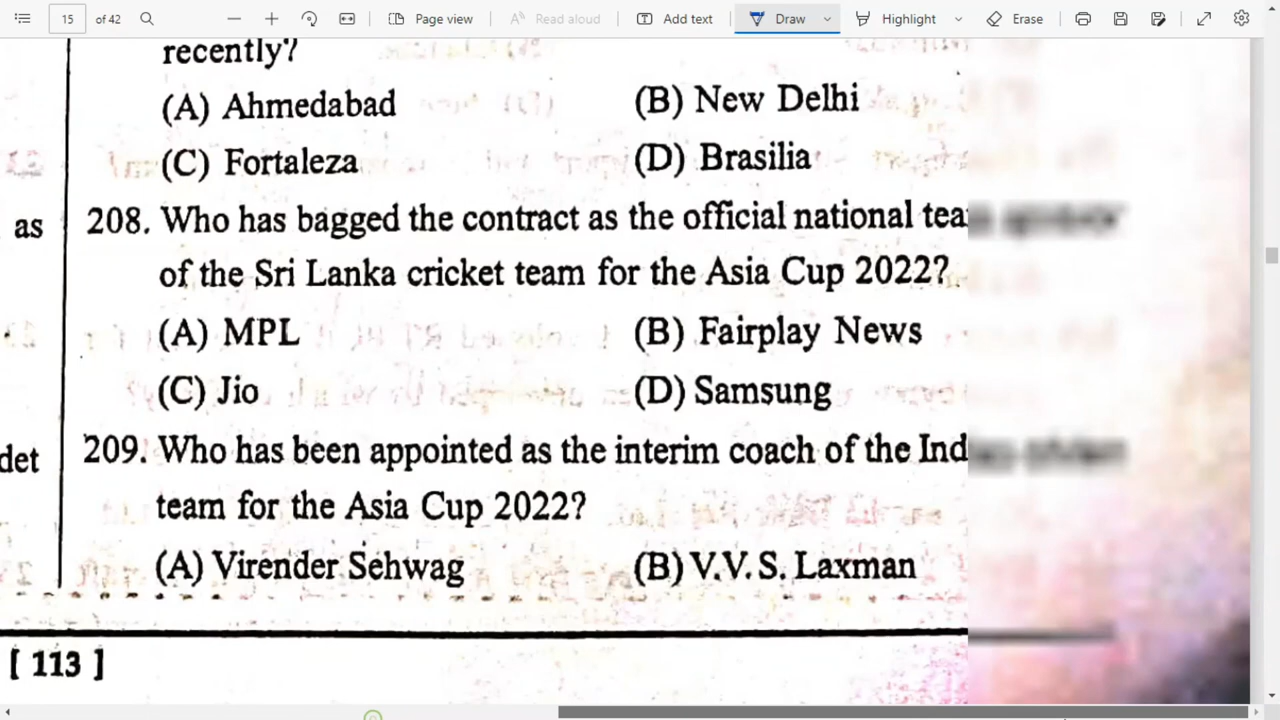 15 of 42 Page view Read aloud Add text Draw Highlight Erase
recently?
(A) Ahmedabad (B) New Delhi
(C) Fortaleza (D) Brasilia
208. Who has bagged the contract as the official national
as
of the Sri Lanka cricket team for the Asia Cup 2022?
(A) MPL (B) Fairplay News
(C) Jio (D) Samsung
209. Who has been appointed as the interim coach of the
det
team for the Asia Cup 2022?
(A) Virender Sehwag (B) V.V.S. Laxman
[ 113 ]